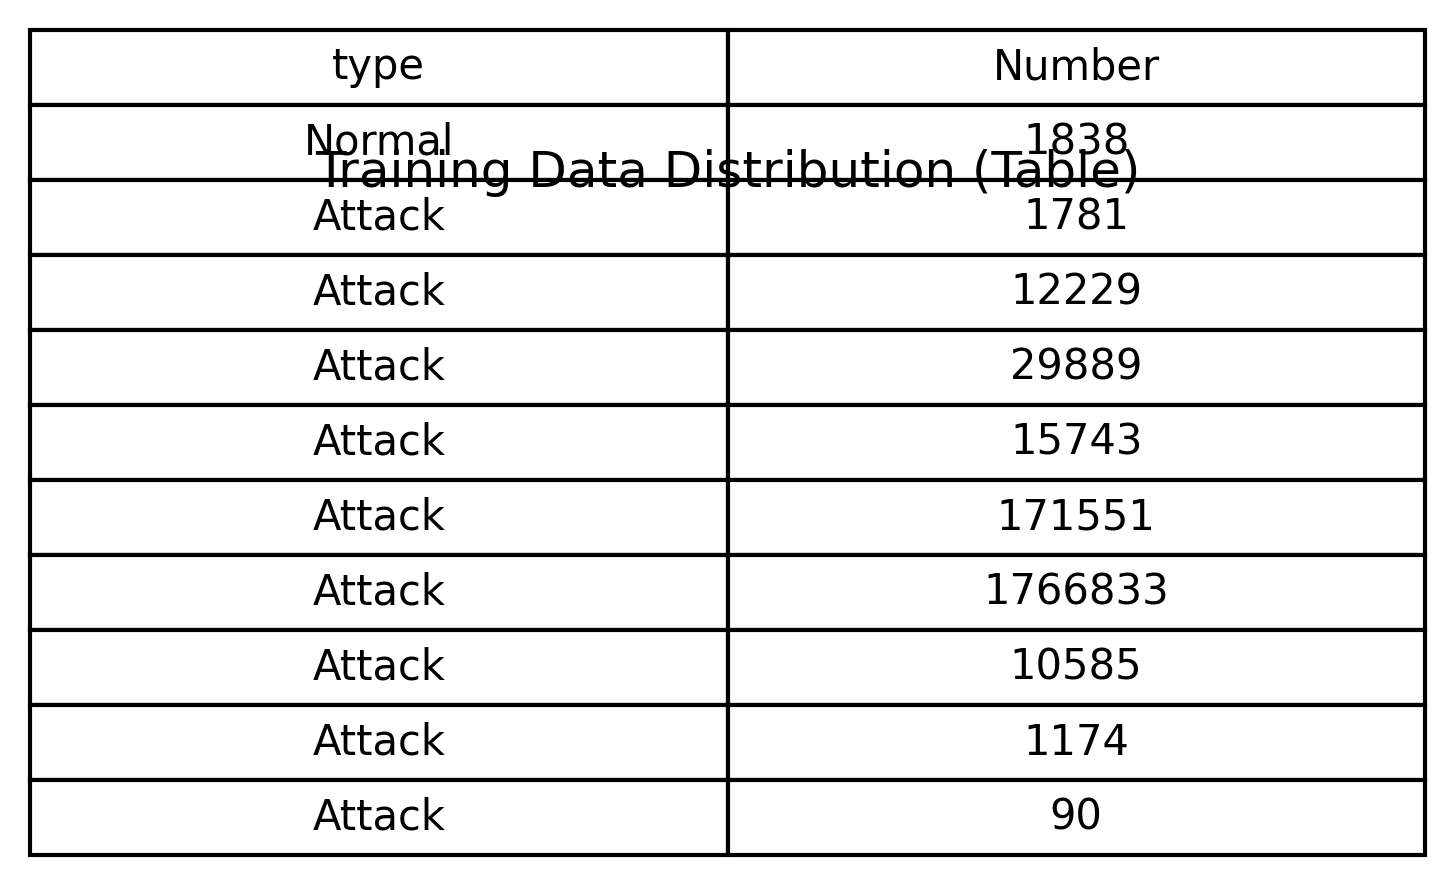 type Number
Normal 1838
Training Data Distribution (Table)
Attack 1781
Attack 12229
Attack 29889
Attack 15743
Attack 171551
Attack 1766833
Attack 10585
Attack 1174
Attack 90